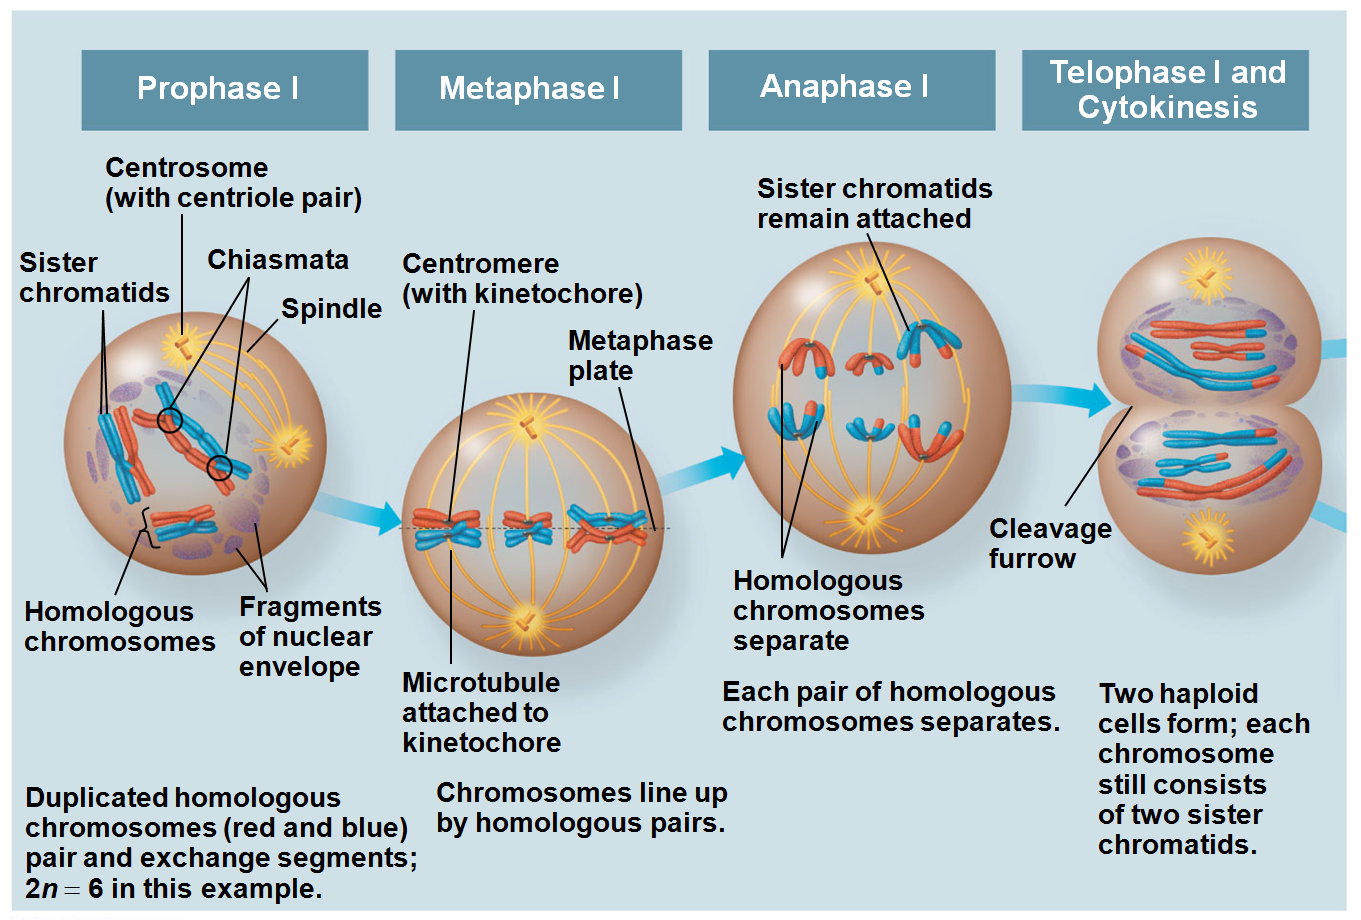 Prophase I
Metaphase I
Anaphase I
Telophase I and
Cytokinesis
Centrosome
(with centriole pair)
Sister
chromatids
Chiasmata
Spindle
Homologous
chromosomes
Fragments
of nuclear
envelope
Duplicated homologous
chromosomes (red and blue)
pair and exchange segments;
2n = 6 in this example.
Centromere
(with kinetochore)
Metaphase
plate
Microtubule
attached to
kinetochore
Chromosomes line up
by homologous pairs.
Sister chromatids
remain attached
Homologous
chromosomes
separate
Each pair of homologous
chromosomes separates.
Cleavage
furrow
Two haploid
cells form; each
chromosome
still consists
of two sister
chromatids.